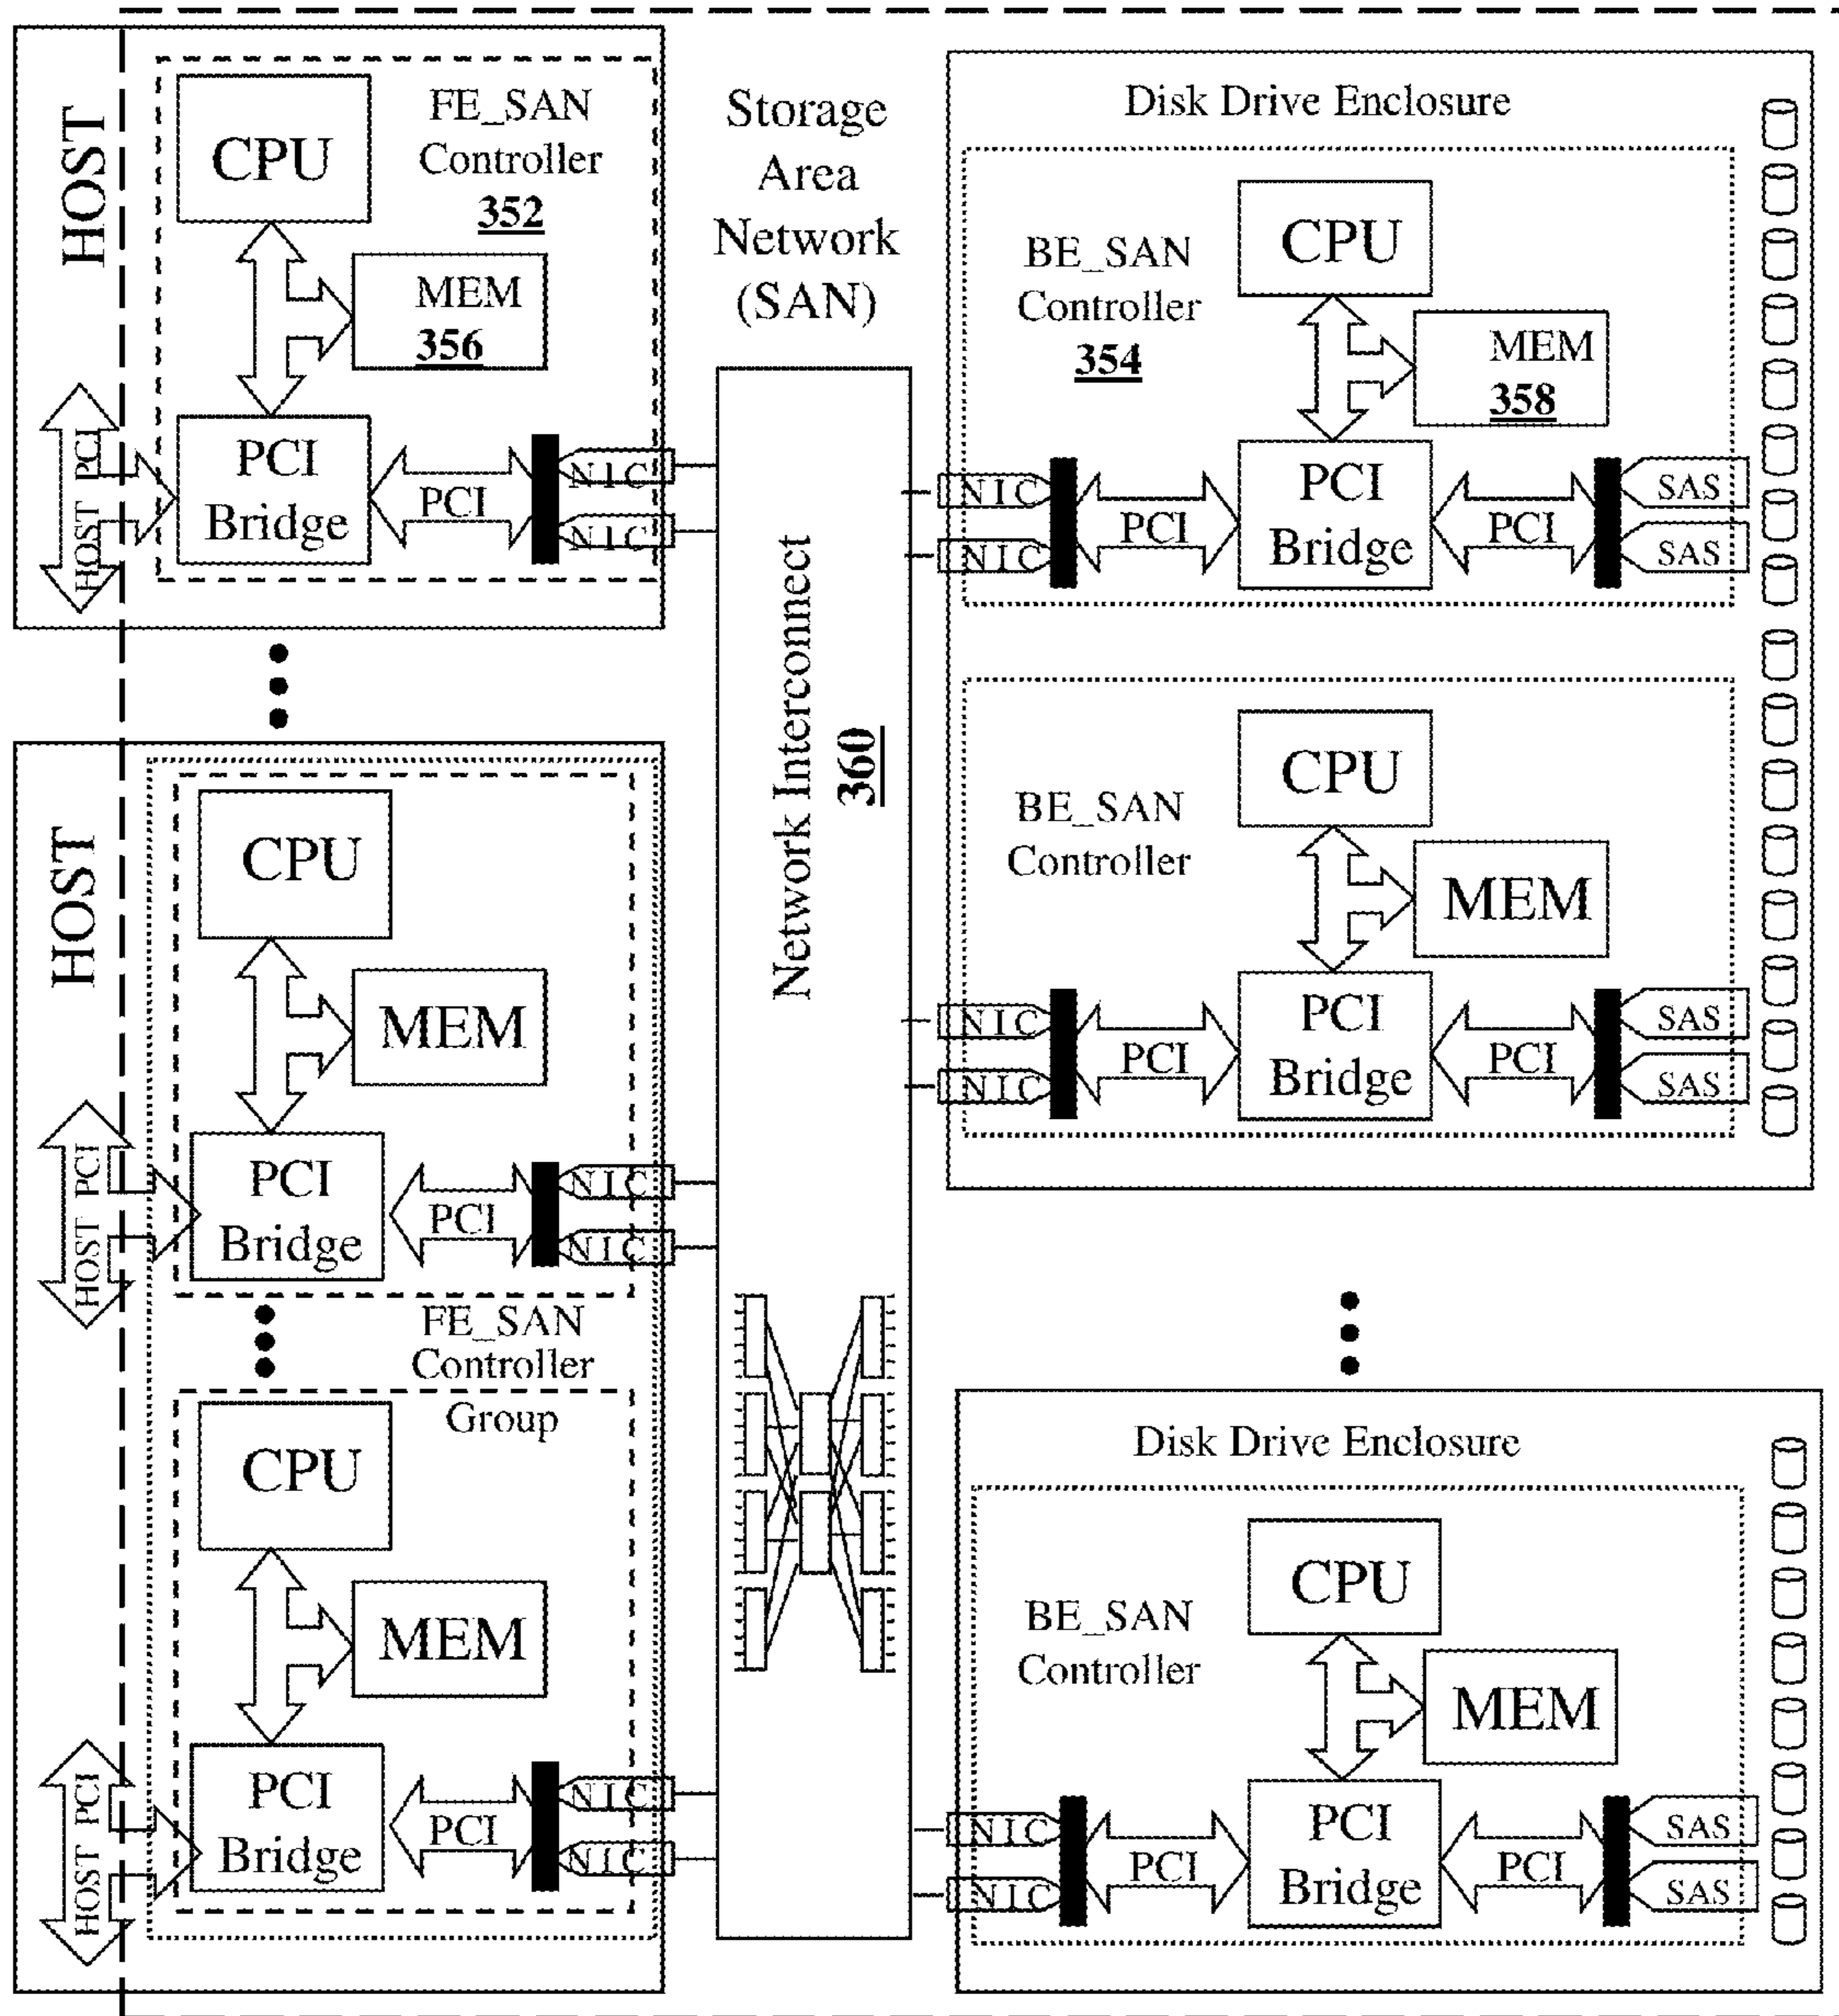 HOST
CPU
FE_SAN
Controller
352
MEM
356
HOST PCI
PCI
Bridge
PCI
NIC
NIC
HOST
CPU
MEM
HOST PCI
PCI
Bridge
PCI
NIC
NIC
FE_SAN
Controller
Group
CPU
MEM
HOST PCI
PCI
Bridge
PCI
NIC
NIC
Storage
Area
Network
(SAN)
Network Interconnect
360
Disk Drive Enclosure
BE_SAN
Controller
354
CPU
MEM
358
NIC
NIC
PCI
PCI
Bridge
PCI
SAS
SAS
BE_SAN
Controller
CPU
MEM
NIC
NIC
PCI
PCI
Bridge
PCI
SAS
SAS
Disk Drive Enclosure
BE_SAN
Controller
CPU
MEM
NIC
NIC
PCI
PCI
Bridge
PCI
SAS
SAS